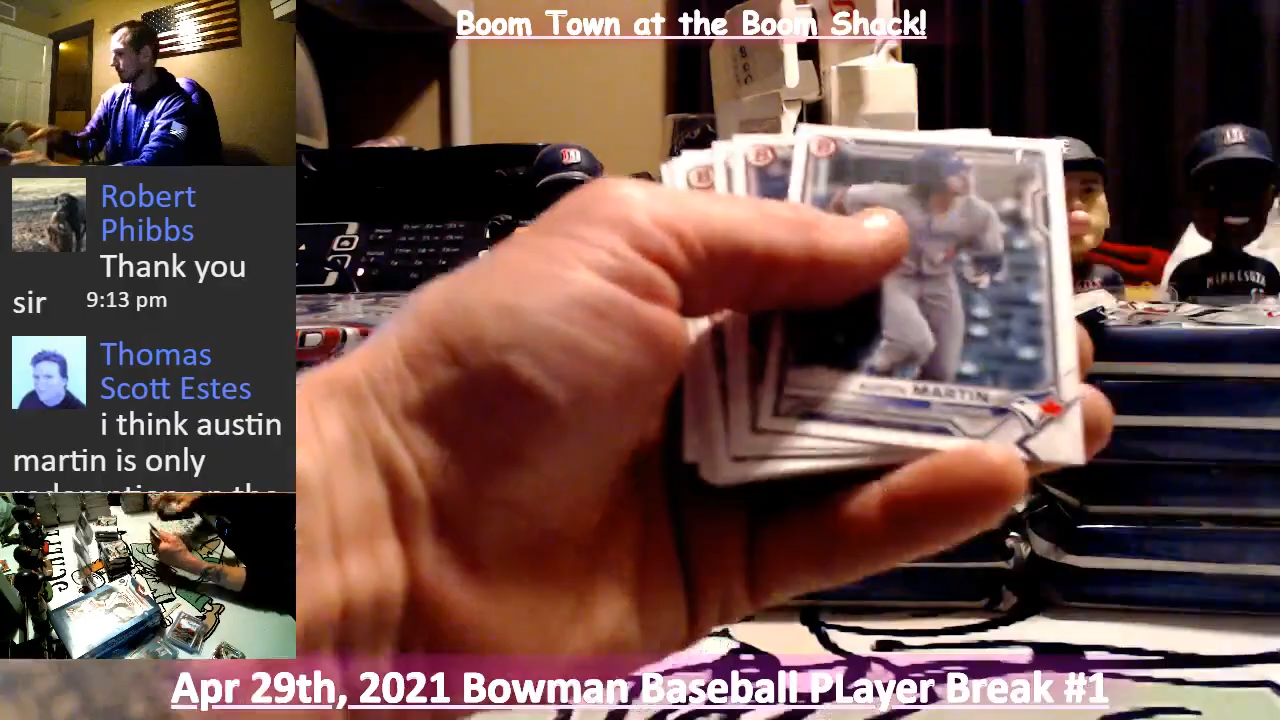 Boom Town at the Boom Shack!
Robert
Phibbs
Thank you
sir 9:13 pm
Thomas
Scott Estes
i think austin
martin is only
MARTIN
MINNESOTA
Apr 29th, 2021 Bowman Baseball PLayer Break #1